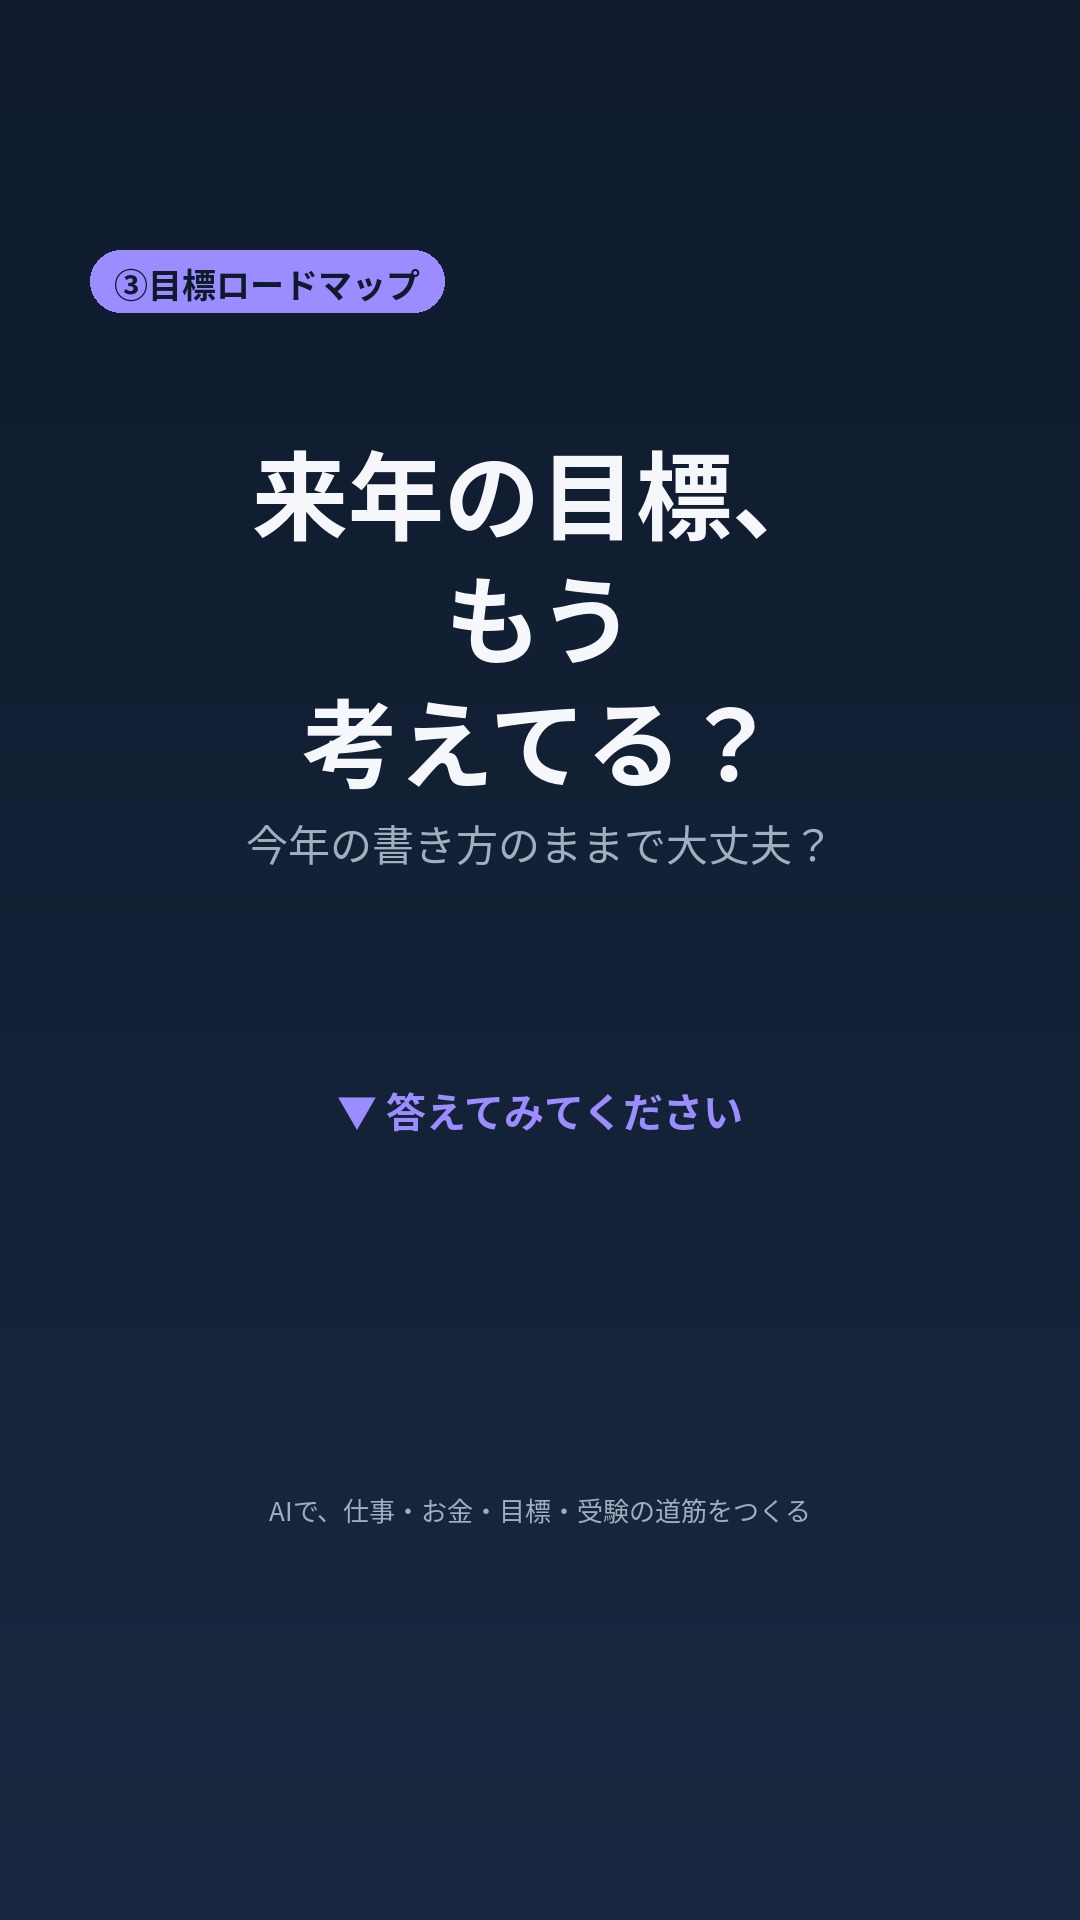 ③目標ロードマップ
来年の目標、
もう
考えてる？
今年の書き方のままで大丈夫？
▼ 答えてみてください
AIで、仕事・お金・目標・受験の道筋をつくる